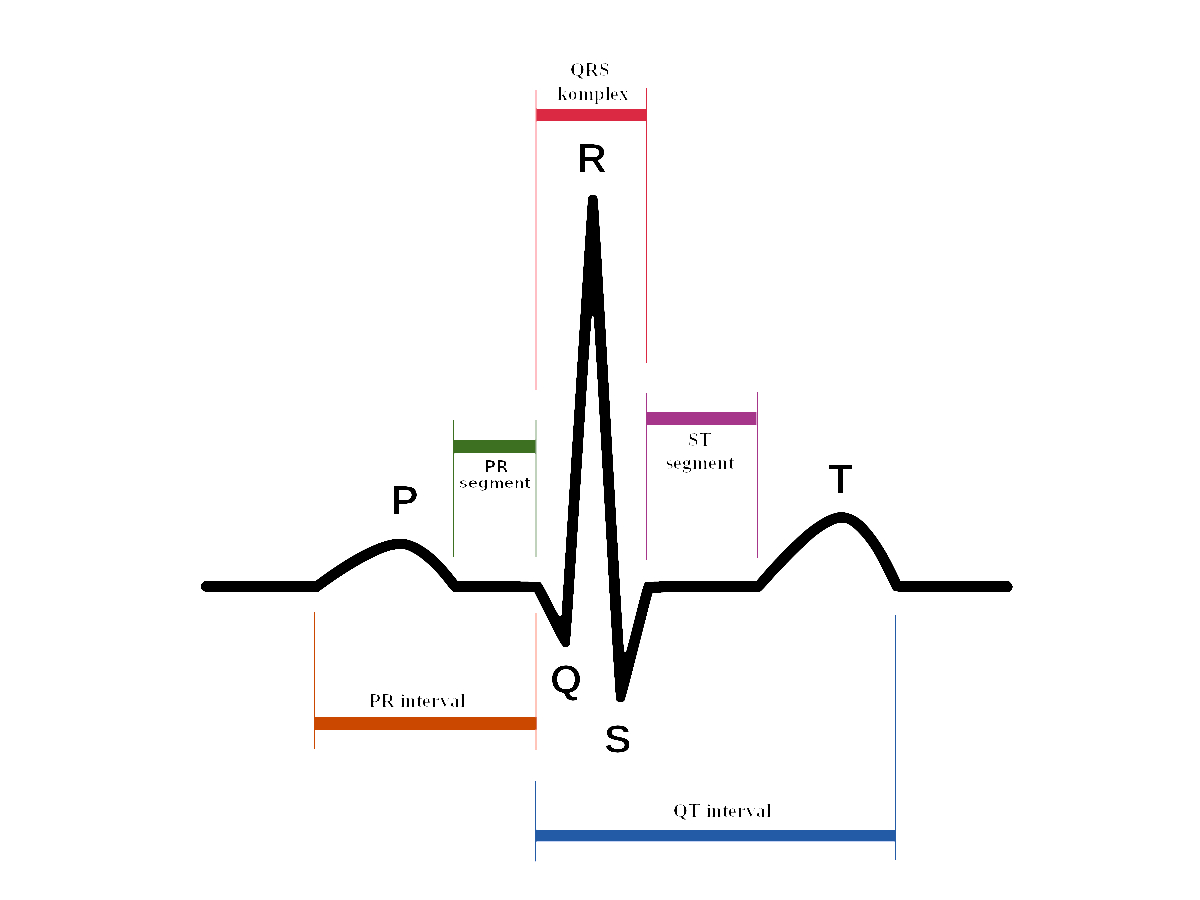 QRS
komplex
R
PR
segment
ST
segment
P
T
Q
PR interval
S
QT interval